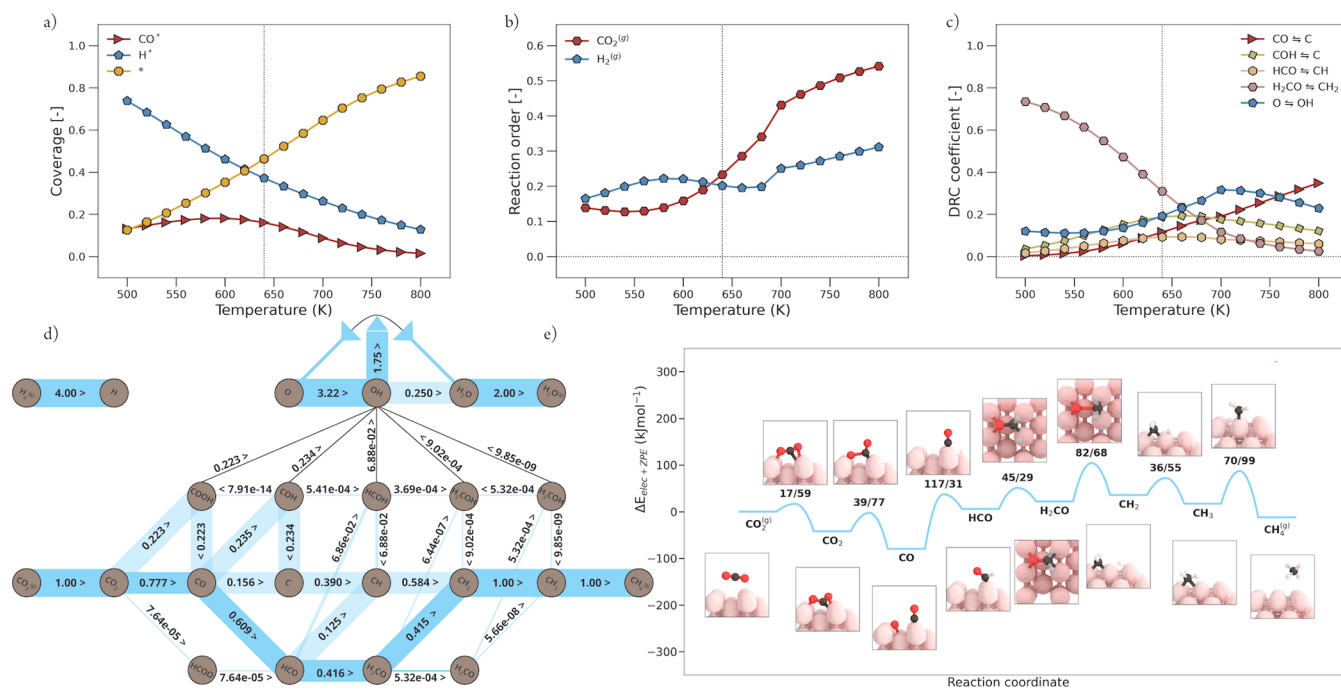 a)
CO*
H*
*
1.0
0.8
0.6
0.4
0.2
0.0
Coverage [-]
500 550 600 650 700 750 800
Temperature (K)
b)
CO₂⁽ᵍ⁾
H₂⁽ᵍ⁾
0.6
0.5
0.4
0.3
0.2
0.1
0.0
Reaction order [-]
500 550 600 650 700 750 800
Temperature (K)
c)
CO ⇋ C
COH ⇋ C
HCO ⇋ CH
H₂CO ⇋ CH₂
O ⇋ OH
1.0
0.8
0.6
0.4
0.2
0.0
DRC coefficient [-]
500 550 600 650 700 750 800
Temperature (K)
d)
1.75 >
H₂⁽ᵍ⁾ 4.00 > H
O 3.22 > OH 0.250 > H₂O 2.00 > H₂O⁽ᵍ⁾
0.223 > 0.234 > 6.88e-02 > < 9.02e-04 < 9.85e-09
COOH < 7.91e-14 COH 5.41e-04 > HCOH 3.69e-04 > H₂COH < 5.32e-04 H₃COH
0.223 > < 0.223 0.235 > < 0.234 6.86e-02 > < 6.88e-02 6.44e-07 > < 9.02e-04 5.32e-04 > < 9.85e-09
CO₂⁽ᵍ⁾ 1.00 > CO₂ 0.777 > CO 0.156 > C 0.390 > CH 0.584 > CH₂ 1.00 > CH₃ 1.00 > CH₄⁽ᵍ⁾
7.64e-05 > 0.609 > 0.125 > 0.415 > 5.66e-08 >
HCOO 7.64e-05 > HCO 0.416 > H₂CO 5.32e-04 > H₃CO
e)
300
200
100
0
−100
−200
−300
ΔE_elec+ZPE (kJmol⁻¹)
17/59
39/77
117/31
45/29
82/68
36/55
70/99
CO₂⁽ᵍ⁾
CO₂
CO
HCO
H₂CO
CH₂
CH₃
CH₄⁽ᵍ⁾
Reaction coordinate